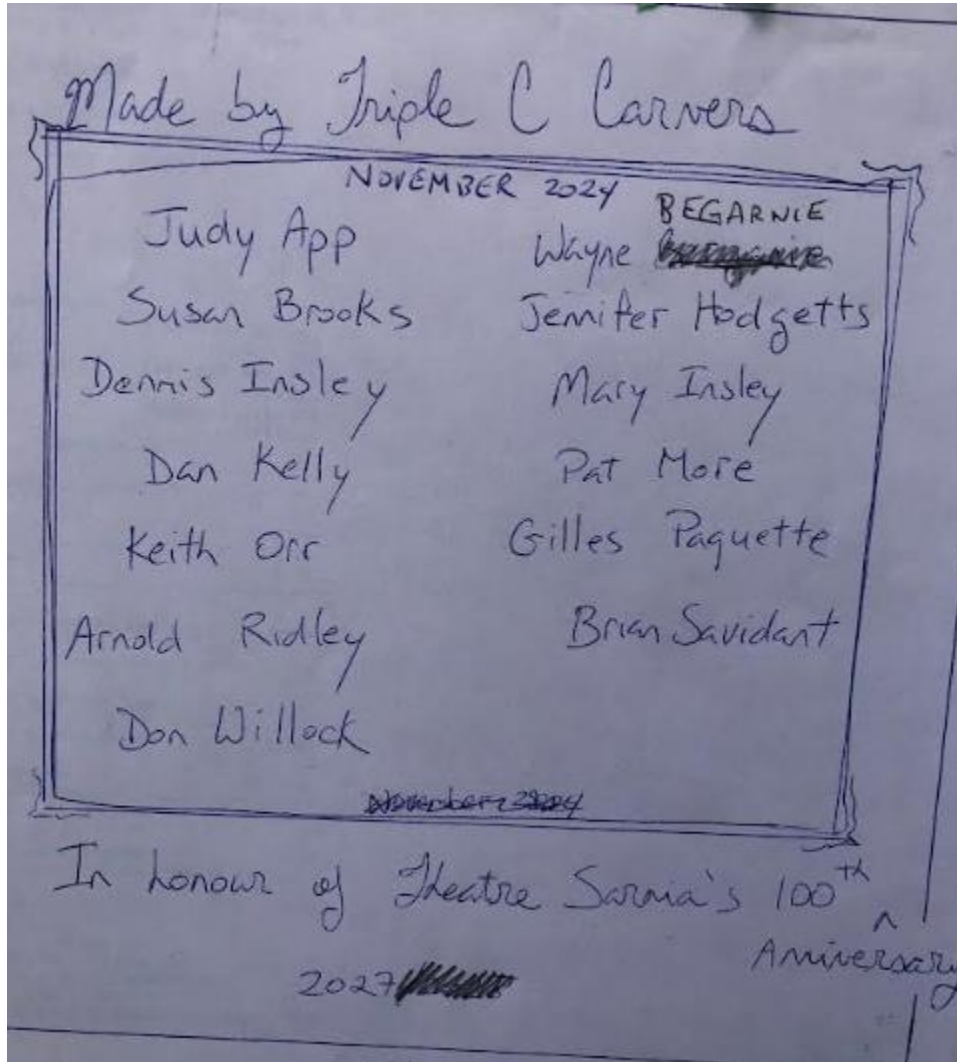 Made by Triple C Carvers
NOVEMBER 2024
Judy App
Wayne BEGARNIE
Susan Brooks
Jennifer Hodgetts
Dennis Insley
Mary Insley
Dan Kelly
Pat More
Keith Orr
Gilles Paquette
Arnold Ridley
Brian Savidant
Don Willock
In honour of Theatre Sarnia's 100th
^
Anniversary
2027